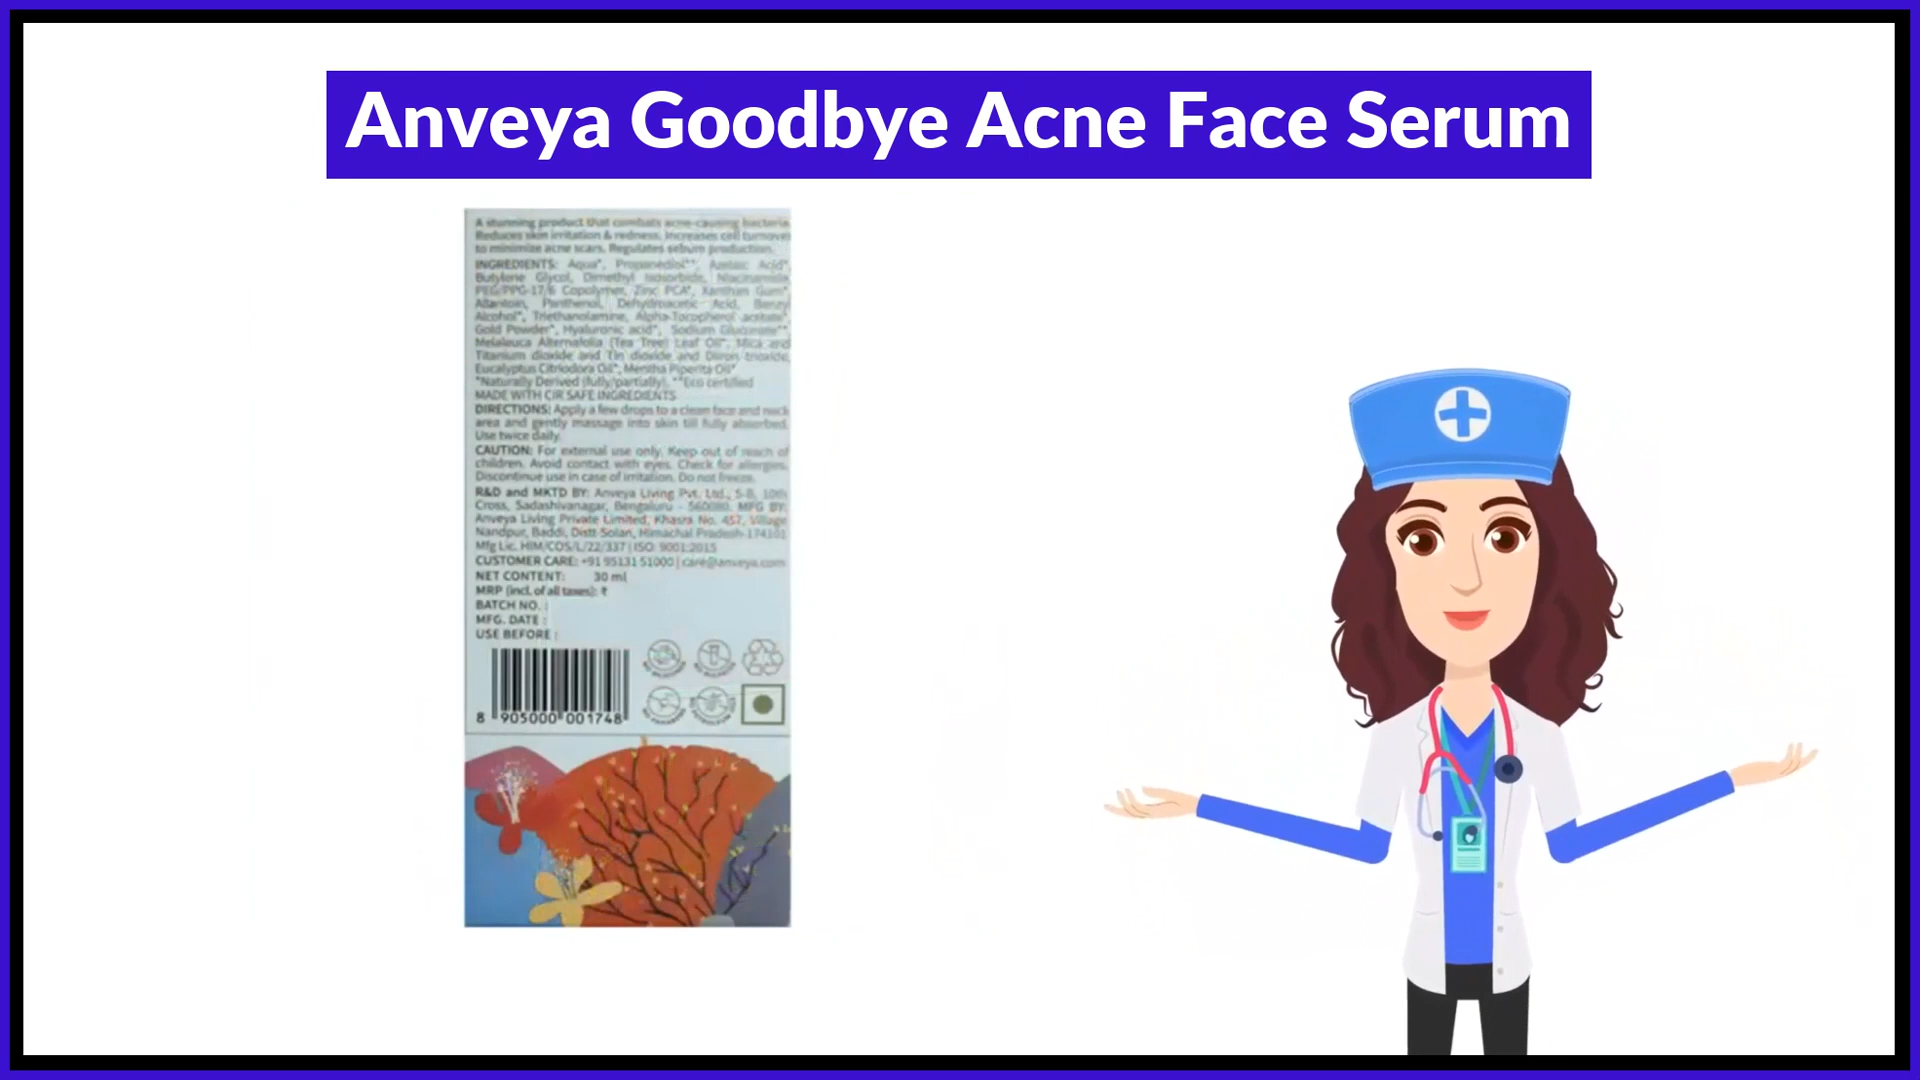 Anveya Goodbye Acne Face Serum
A stunning product that combats acne-causing bacteria.
Reduces skin irritation & redness. Increases cell turnover
to minimize acne scars. Regulates sebum production.
INGREDIENTS: Aqua*, Propanediol**, Azelaic Acid*,
Butylene Glycol, Dimethyl Isosorbide, Niacinamide,
PEG/PPG-17/6 Copolymer, Zinc PCA*, Xanthan Gum*,
Allantoin, Panthenol, Dehydroacetic Acid, Benzyl
Alcohol*, Triethanolamine, Alpha-Tocopherol acetate*,
Gold Powder*, Hyaluronic acid*, Sodium Gluconate**,
Melaleuca Alternafolia (Tea Tree) Leaf Oil*, Mica and
Titanium dioxide and Tin dioxide and Diiron trioxide,
Eucalyptus Citriodora Oil*, Mentha Piperita Oil*
*Naturally Derived (fully/partially), **Eco certified
MADE WITH CIR SAFE INGREDIENTS
DIRECTIONS: Apply a few drops to a clean face and neck
area and gently massage into skin till fully absorbed.
Use twice daily.
CAUTION: For external use only. Keep out of reach of
children. Avoid contact with eyes. Check for allergies.
Discontinue use in case of irritation. Do not freeze.
R&D and MKTD BY: Anveya Living Pvt. Ltd., S-8, 10th
Cross, Sadashivanagar, Bengaluru - 560080. MFG BY:
Anveya Living Private Limited, Khasra No. 457, Village
Nandpur, Baddi, Distt-Solan, Himachal Pradesh-174101
Mfg Lic. HIM/COS/L/22/337 | ISO: 9001:2015
CUSTOMER CARE: +91 95131 51000 | care@anveya.com
NET CONTENT: 30 ml
MRP (incl. of all taxes): ₹
BATCH NO. :
MFG. DATE :
USE BEFORE :
8 905000 001748